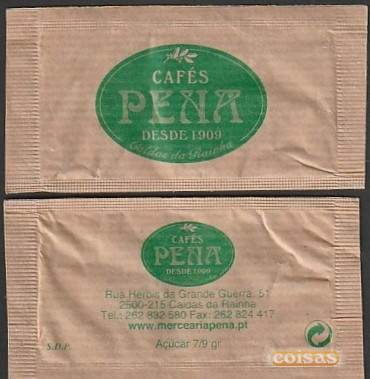 CAFÉS
PENA
DESDE 1909
Caldas da Rainha
CAFÉS
PENA
DESDE 1909
Rua Heróis da Grande Guerra, 51
2500-215 Caldas da Rainha
Tel.: 262 832 580 Fax: 262 824 417
www.merceariapena.pt
S.D.P.
Açúcar 7/9 gr
coisas